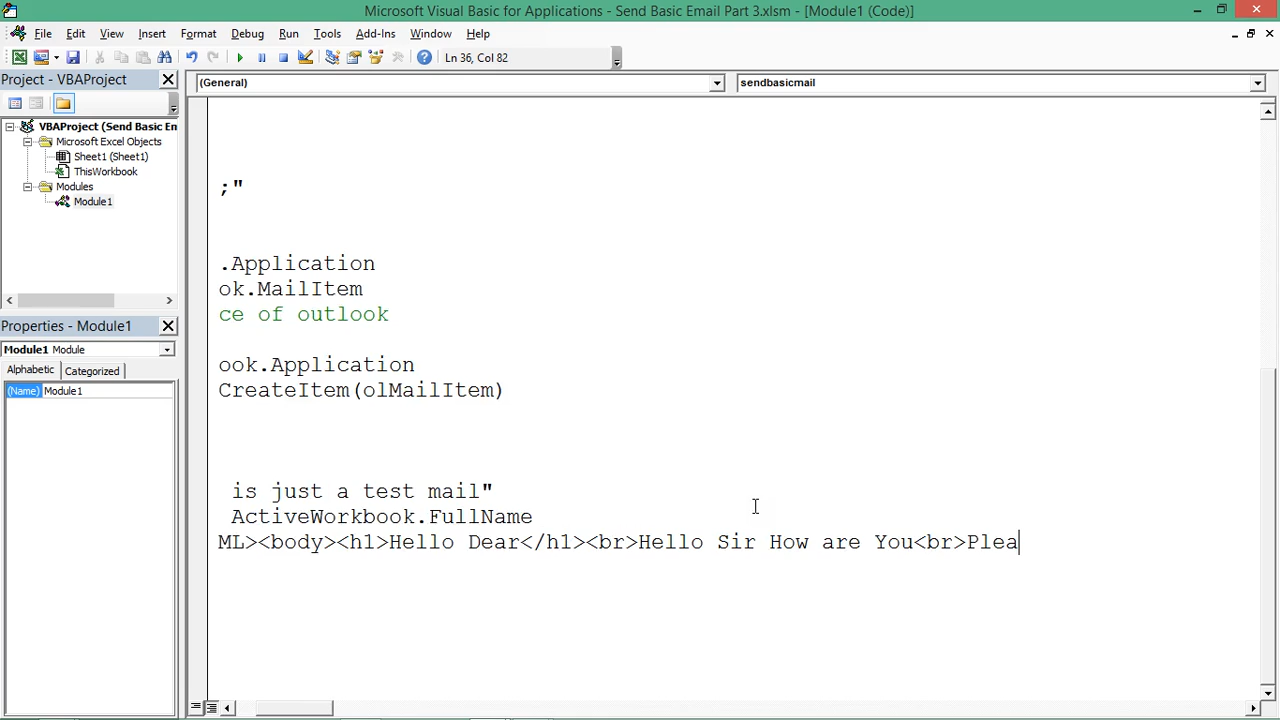 Microsoft Visual Basic for Applications - Send Basic Email Part 3.xlsm - [Module1 (Code)]
File Edit View Insert Format Debug Run Tools Add-Ins Window Help
Ln 36, Col 82
Project - VBAProject
(General) sendbasicmail
VBAProject (Send Basic En
Microsoft Excel Objects
Sheet1 (Sheet1)
ThisWorkbook
Modules
Module1
Properties - Module1
Module1 Module
Alphabetic Categorized
(Name) Module1
;"
.Application
ok.MailItem
ce of outlook
ook.Application
CreateItem(olMailItem)
is just a test mail"
ActiveWorkbook.FullName
ML><body><h1>Hello Dear</h1><br>Hello Sir How are You<br>Plea